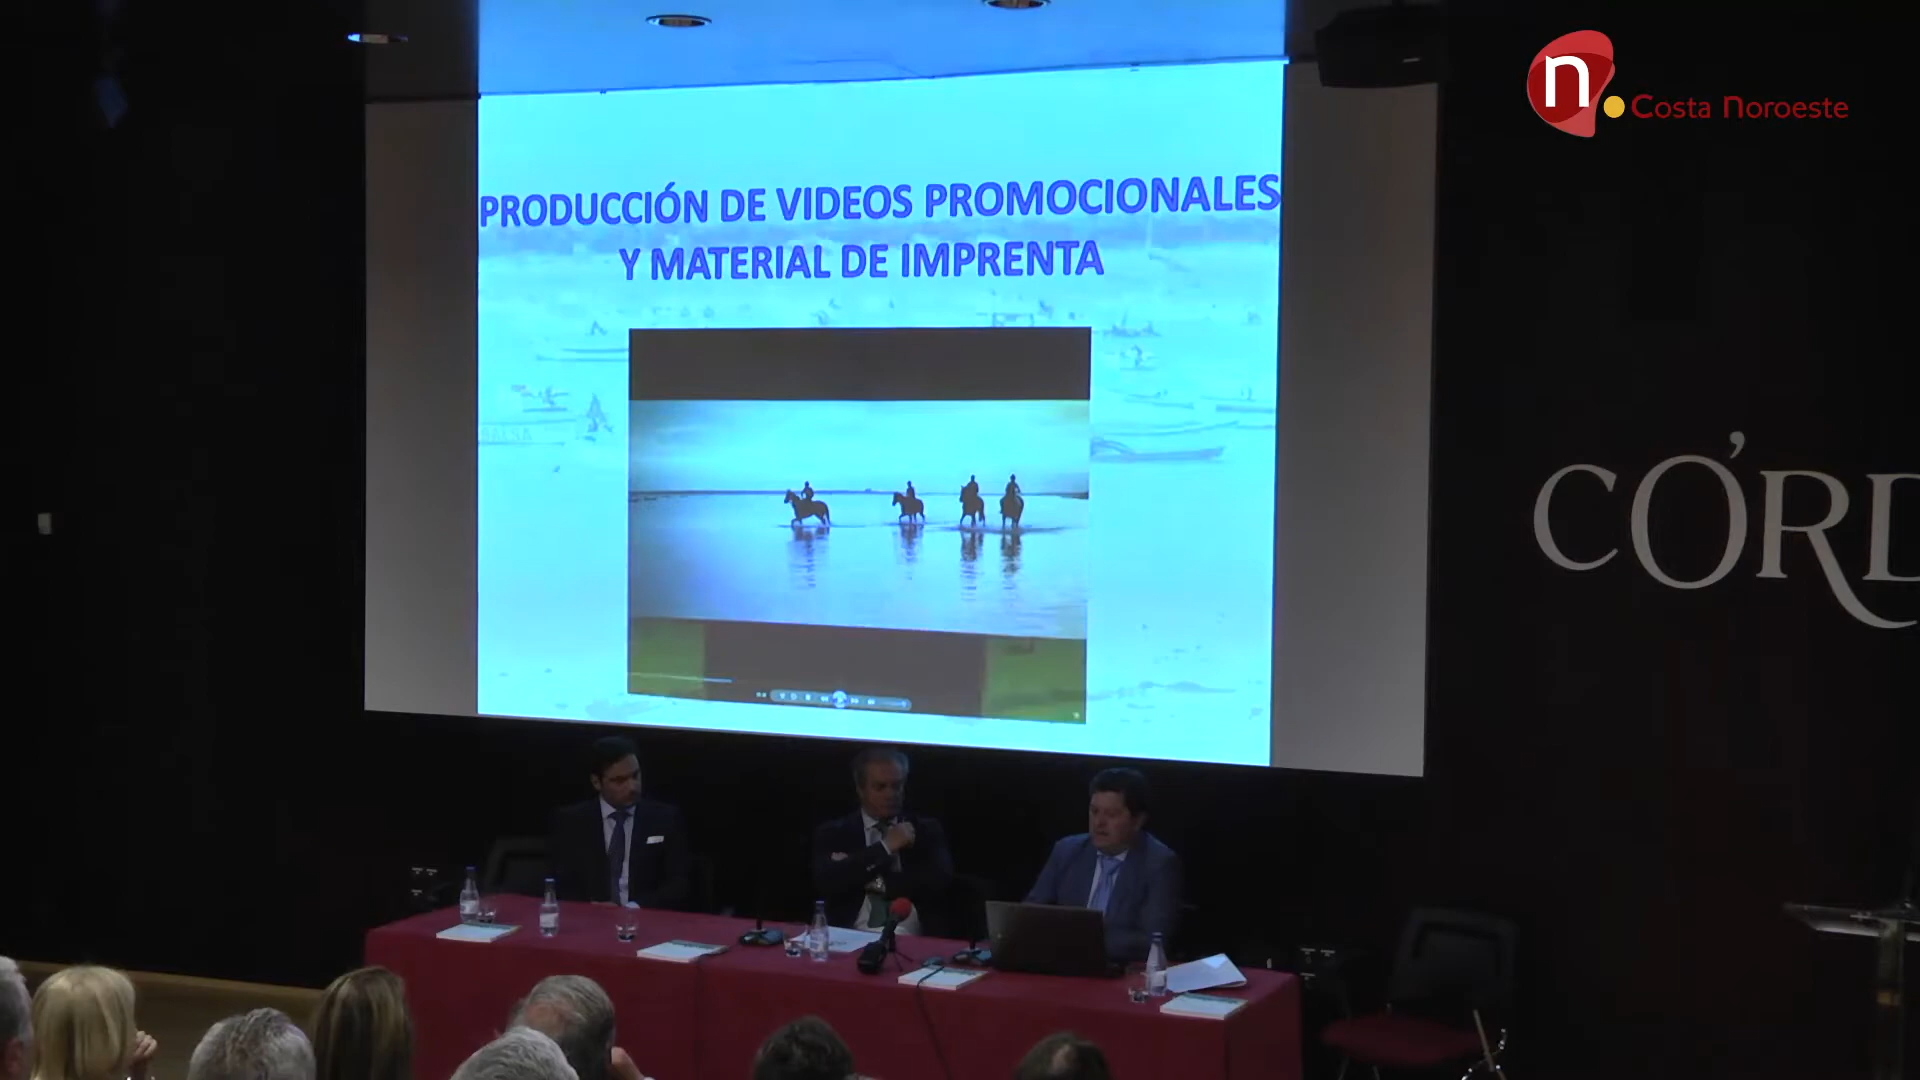 n. Costa Noroeste
PRODUCCIÓN DE VIDEOS PROMOCIONALES
Y MATERIAL DE IMPRENTA
CÓRD